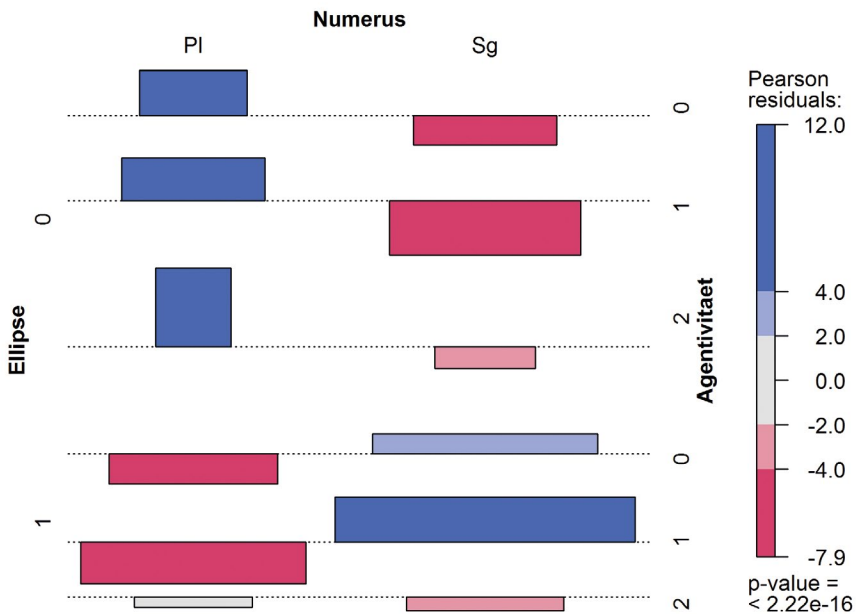 Numerus
Pl
Sg
Ellipse
0
1
Agentivitaet
0
1
2
0
1
2
Pearson
residuals:
12.0
4.0
2.0
0.0
-2.0
-4.0
-7.9
p-value =
< 2.22e-16